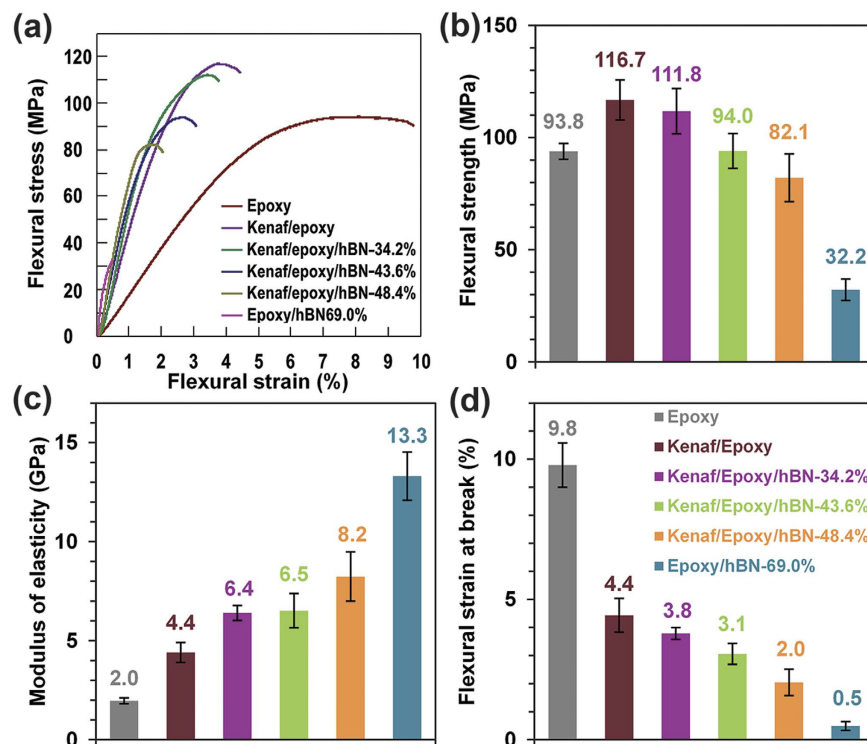 (a)
Flexural stress (MPa)
120
100
80
60
40
20
0
Epoxy
Kenaf/epoxy
Kenaf/epoxy/hBN-34.2%
Kenaf/epoxy/hBN-43.6%
Kenaf/epoxy/hBN-48.4%
Epoxy/hBN69.0%
0 1 2 3 4 5 6 7 8 9 10
Flexural strain (%)
(b)
Flexural strength (MPa)
150
100
50
0
93.8
116.7
111.8
94.0
82.1
32.2
(c)
Modulus of elasticity (GPa)
15
10
5
0
2.0
4.4
6.4
6.5
8.2
13.3
(d)
Flexural strain at break (%)
10
5
0
9.8
4.4
3.8
3.1
2.0
0.5
Epoxy
Kenaf/Epoxy
Kenaf/Epoxy/hBN-34.2%
Kenaf/Epoxy/hBN-43.6%
Kenaf/Epoxy/hBN-48.4%
Epoxy/hBN-69.0%